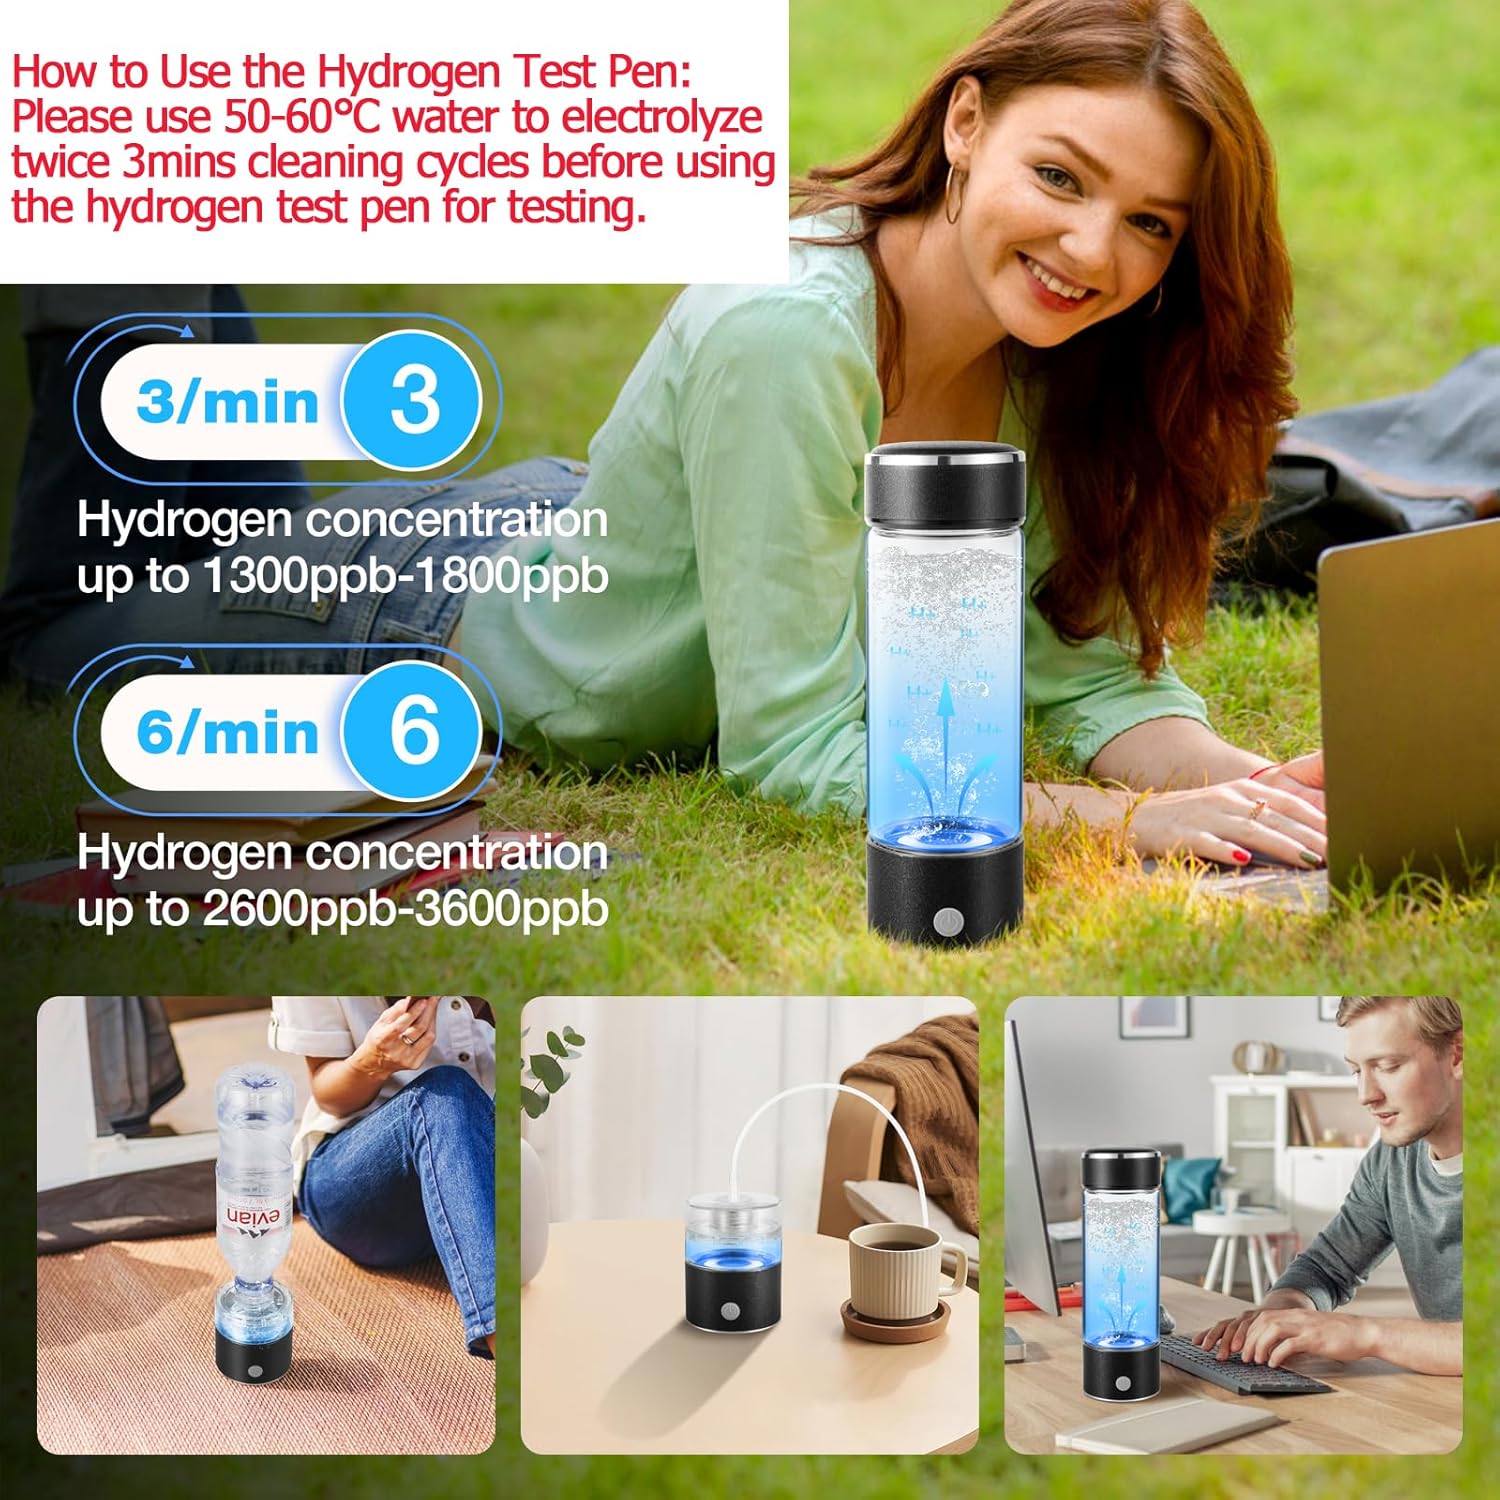 How to Use the Hydrogen Test Pen:
Please use 50-60°C water to electrolyze
twice 3mins cleaning cycles before using
the hydrogen test pen for testing.
3/min 3
Hydrogen concentration
up to 1300ppb-1800ppb
6/min 6
Hydrogen concentration
up to 2600ppb-3600ppb
H+ H+
H+
H+
H+ H+
H+ H+
evian